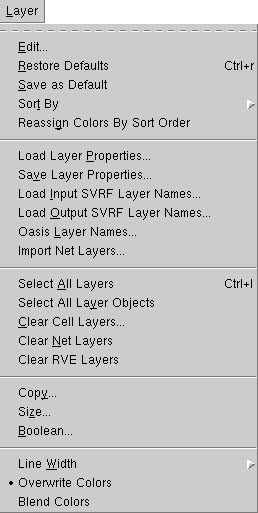 Layer
Edit...
Restore Defaults Ctrl+r
Save as Default
Sort By
Reassign Colors By Sort Order
Load Layer Properties...
Save Layer Properties...
Load Input SVRF Layer Names...
Load Output SVRF Layer Names...
Oasis Layer Names...
Import Net Layers...
Select All Layers Ctrl+l
Select All Layer Objects
Clear Cell Layers...
Clear Net Layers
Clear RVE Layers
Copy...
Size...
Boolean...
Line Width
• Overwrite Colors
Blend Colors